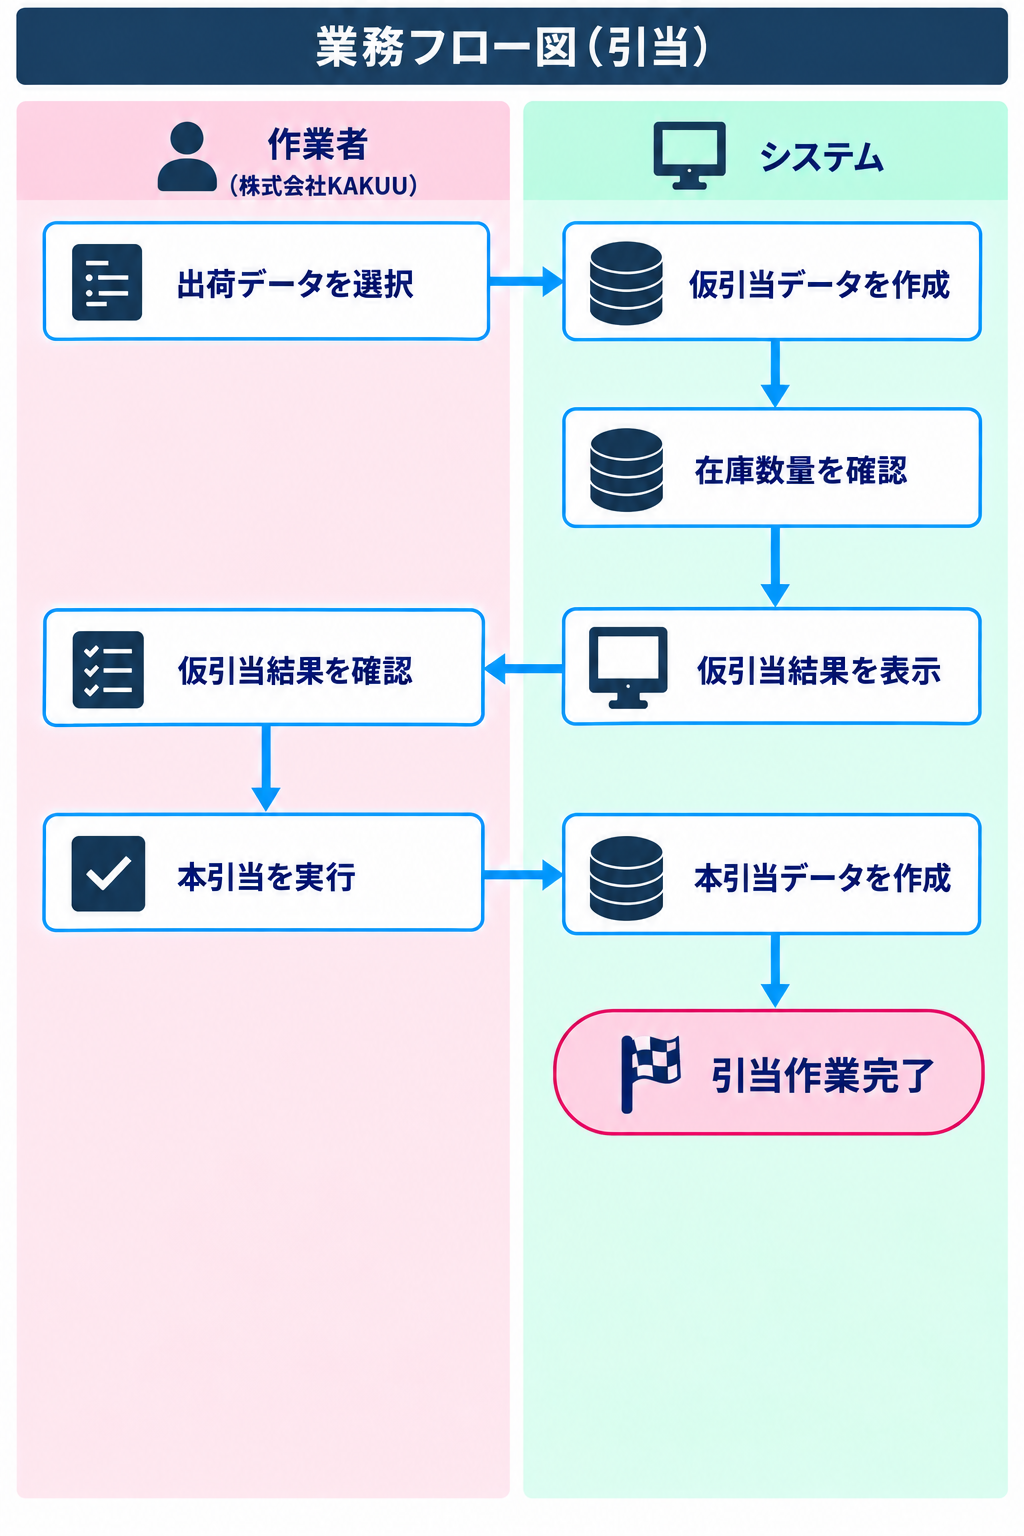 業務フロー図（引当）
作業者
（株式会社KAKUU）
システム
出荷データを選択
仮引当データを作成
在庫数量を確認
仮引当結果を確認
仮引当結果を表示
本引当を実行
本引当データを作成
引当作業完了